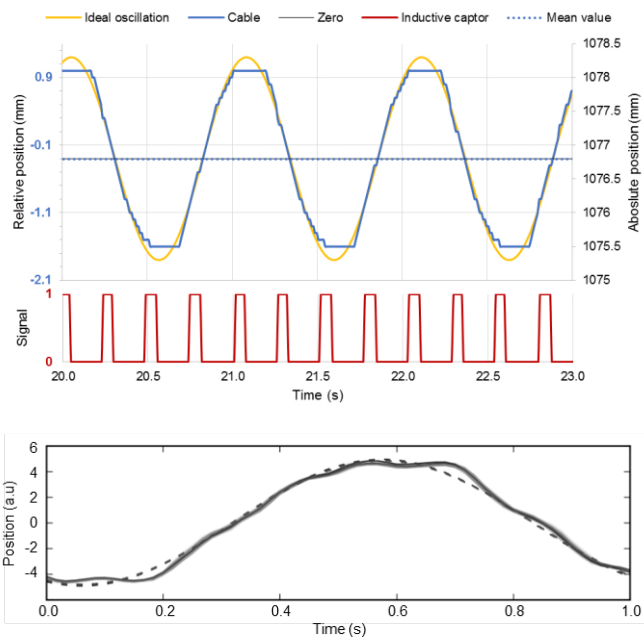 Ideal oscillation Cable Zero Inductive captor Mean value
Relative position (mm)
0.9
-0.1
-1.1
-2.1
1078.5
1078
1077.5
1077
1076.5
1076
1075.5
1075
Abslute position (mm)
Signal
1
0
20.0 20.5 21.0 21.5 22.0 22.5 23.0
Time (s)
Position (a.u)
6
4
2
0
-2
-4
0.0 0.2 0.4 0.6 0.8 1.0
Time (s)